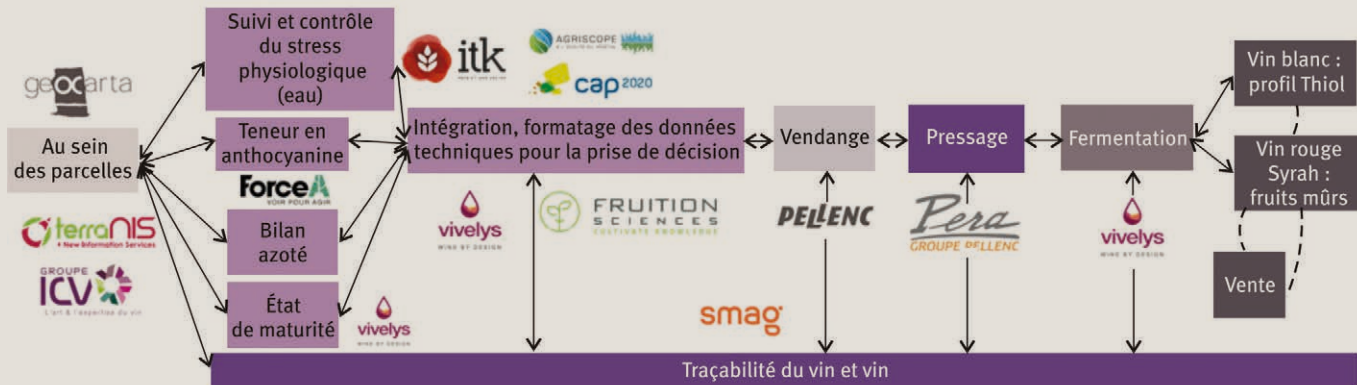 geocarta
Au sein
des parcelles
terraNIS
New Information Services
GROUPE
ICV
L'art & l'expertise du vin
Suivi et contrôle
du stress
physiologique
(eau)
Teneur en
anthocyanine
ForceA
VOIR POUR AGIR
Bilan
azoté
État
de maturité
vivelys
WINE BY DESIGN
itk
AGRISCOPE
cap 2020
Intégration, formatage des données
techniques pour la prise de décision
vivelys
WINE BY DESIGN
FRUITION
SCIENCES
CULTIVATE KNOWLEDGE
Vendange
PELLENC
smag
Pressage
Pera
GROUPE PELLENC
Fermentation
vivelys
WINE BY DESIGN
Vin blanc :
profil Thiol
Vin rouge
Syrah :
fruits mûrs
Vente
Traçabilité du vin et vin